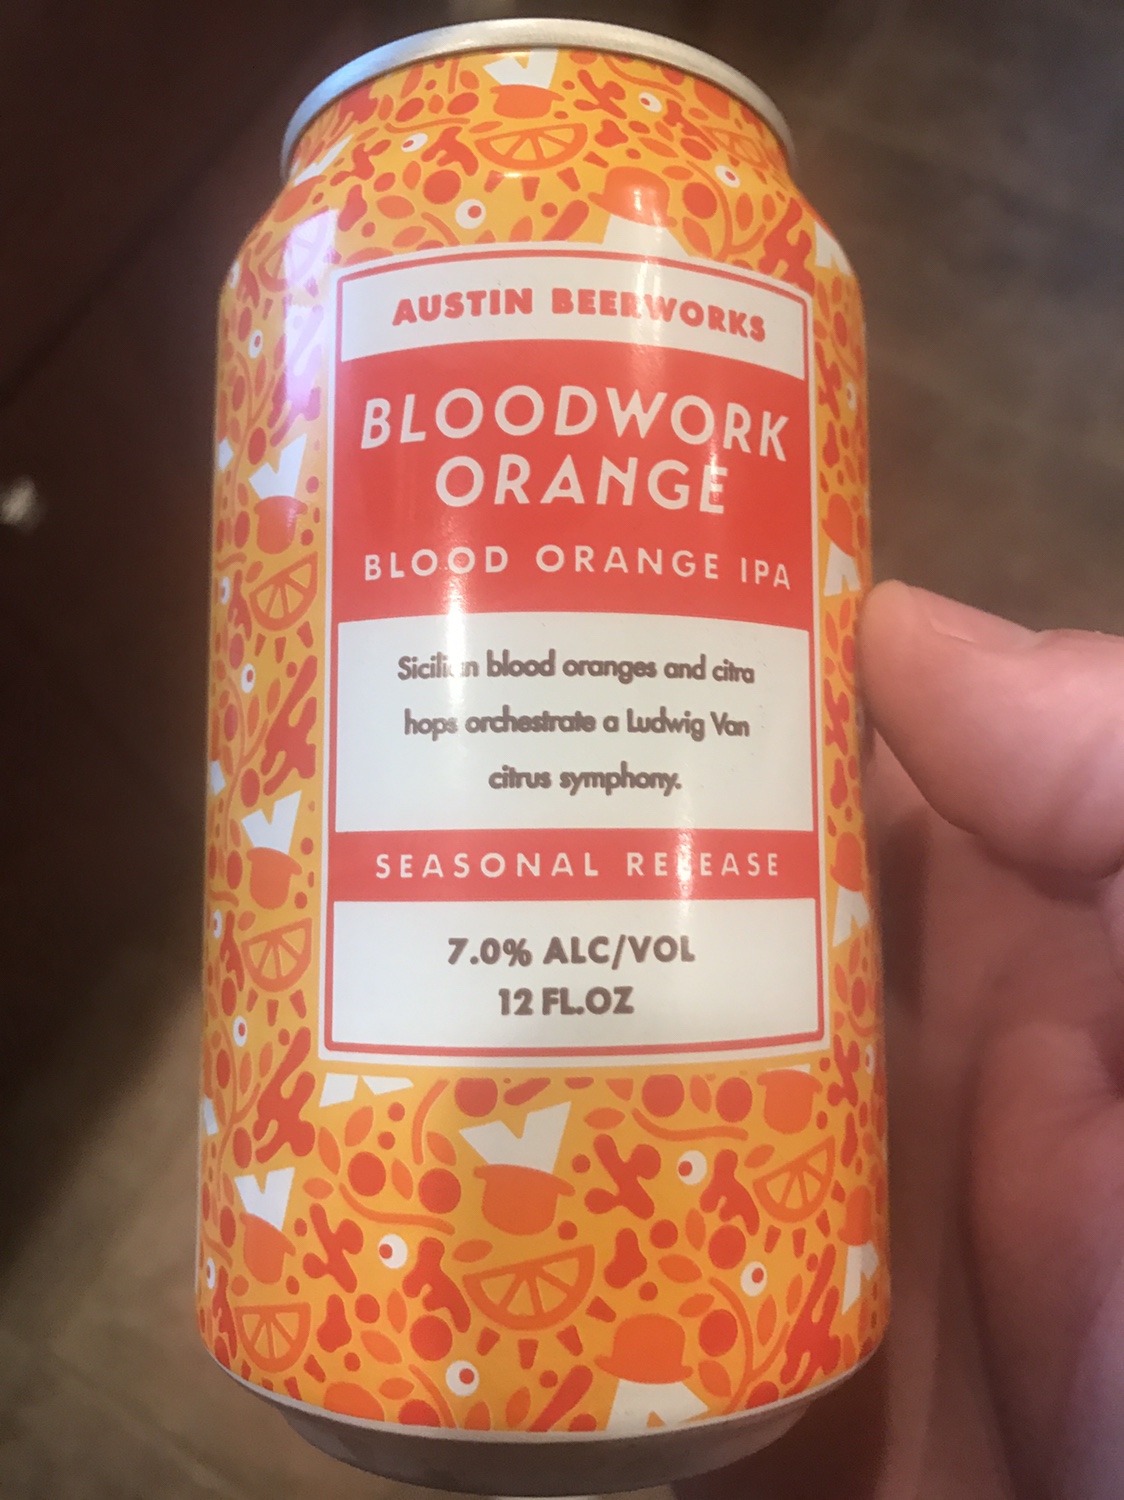 AUSTIN BEERWORKS
BLOODWORK
ORANGE
BLOOD ORANGE IPA
Sicilian blood oranges and citra
hops orchestrate a Ludwig Van
citrus symphony.
SEASONAL RELEASE
7.0% ALC/VOL
12 FL.OZ